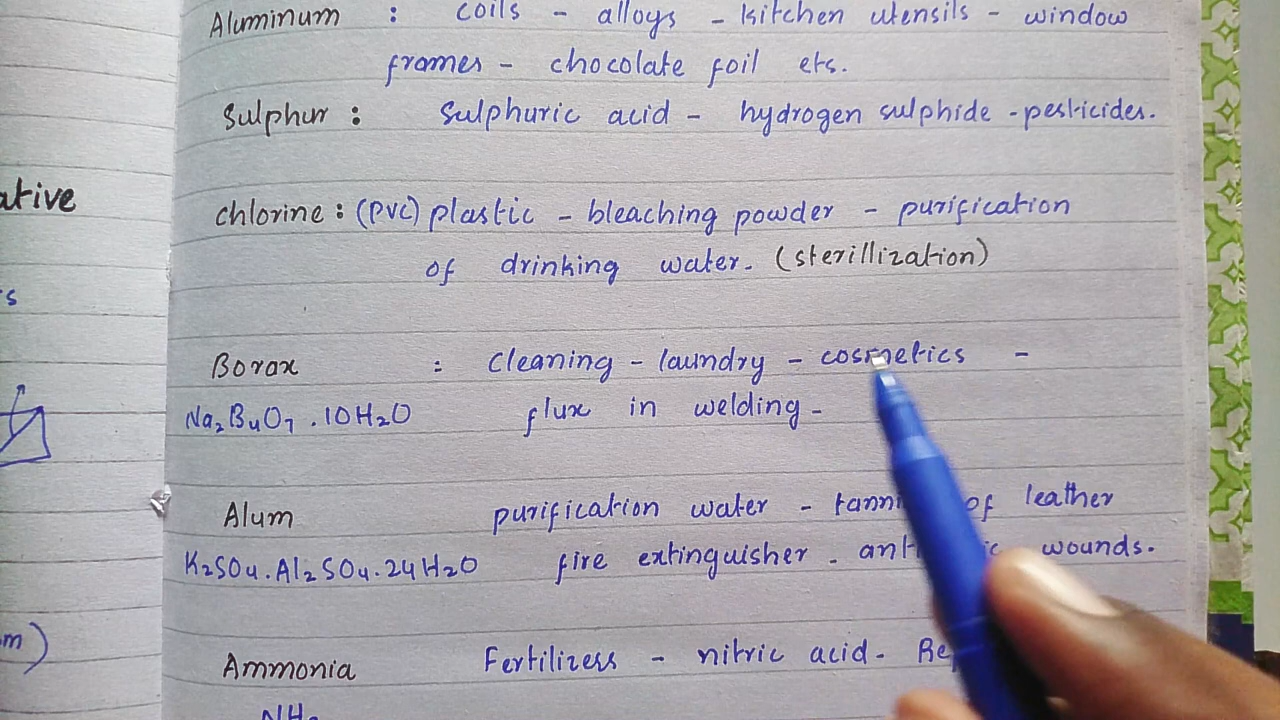 Aluminum : coils - alloys - kitchen utensils - window
frames - chocolate foil ets.
Sulphur : Sulphuric acid - hydrogen sulphide - pesticides.
ative
chlorine : (PVC) plastic - bleaching powder - purification
of drinking water. (sterillization)
s
Borax : Cleaning - laundry - cosmetics -
Na₂B₄O₇ . 10H₂O flux in welding -
Alum purification water - of leather
K₂SO₄ . Al₂SO₄ . 24H₂O fire extinguisher - wounds.
m)
Ammonia Fertilizess - nitric acid -